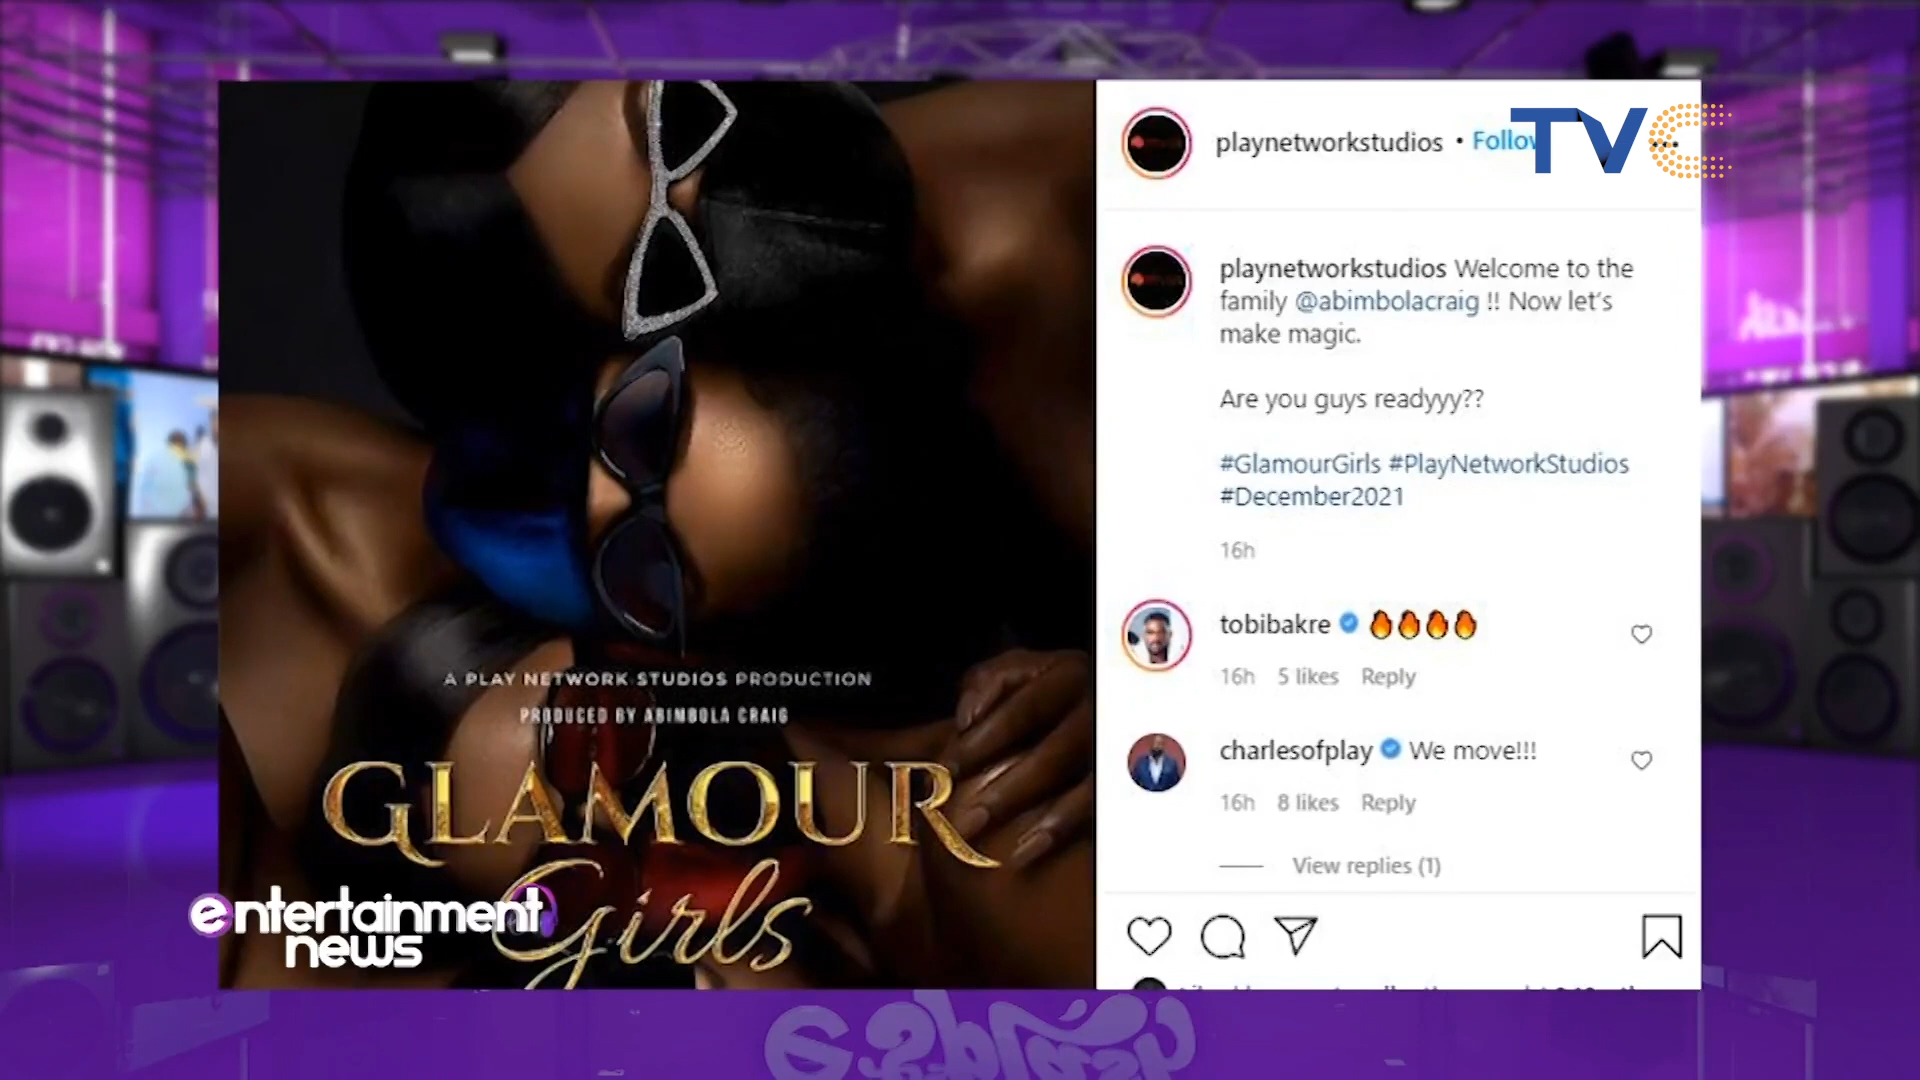 playnetworkstudios • Follow
TVC
playnetworkstudios Welcome to the
family @abimbolacraig !! Now let's
make magic.
Are you guys readyyy??
#GlamourGirls #PlayNetworkStudios
#December2021
16h
tobibakre 🔥🔥🔥🔥
16h 5 likes Reply
charlesofplay We move!!!
16h 8 likes Reply
View replies (1)
A PLAY NETWORK STUDIOS PRODUCTION
PRODUCED BY ABIMBOLA CRAIG
GLAMOUR
Girls
entertainment
news